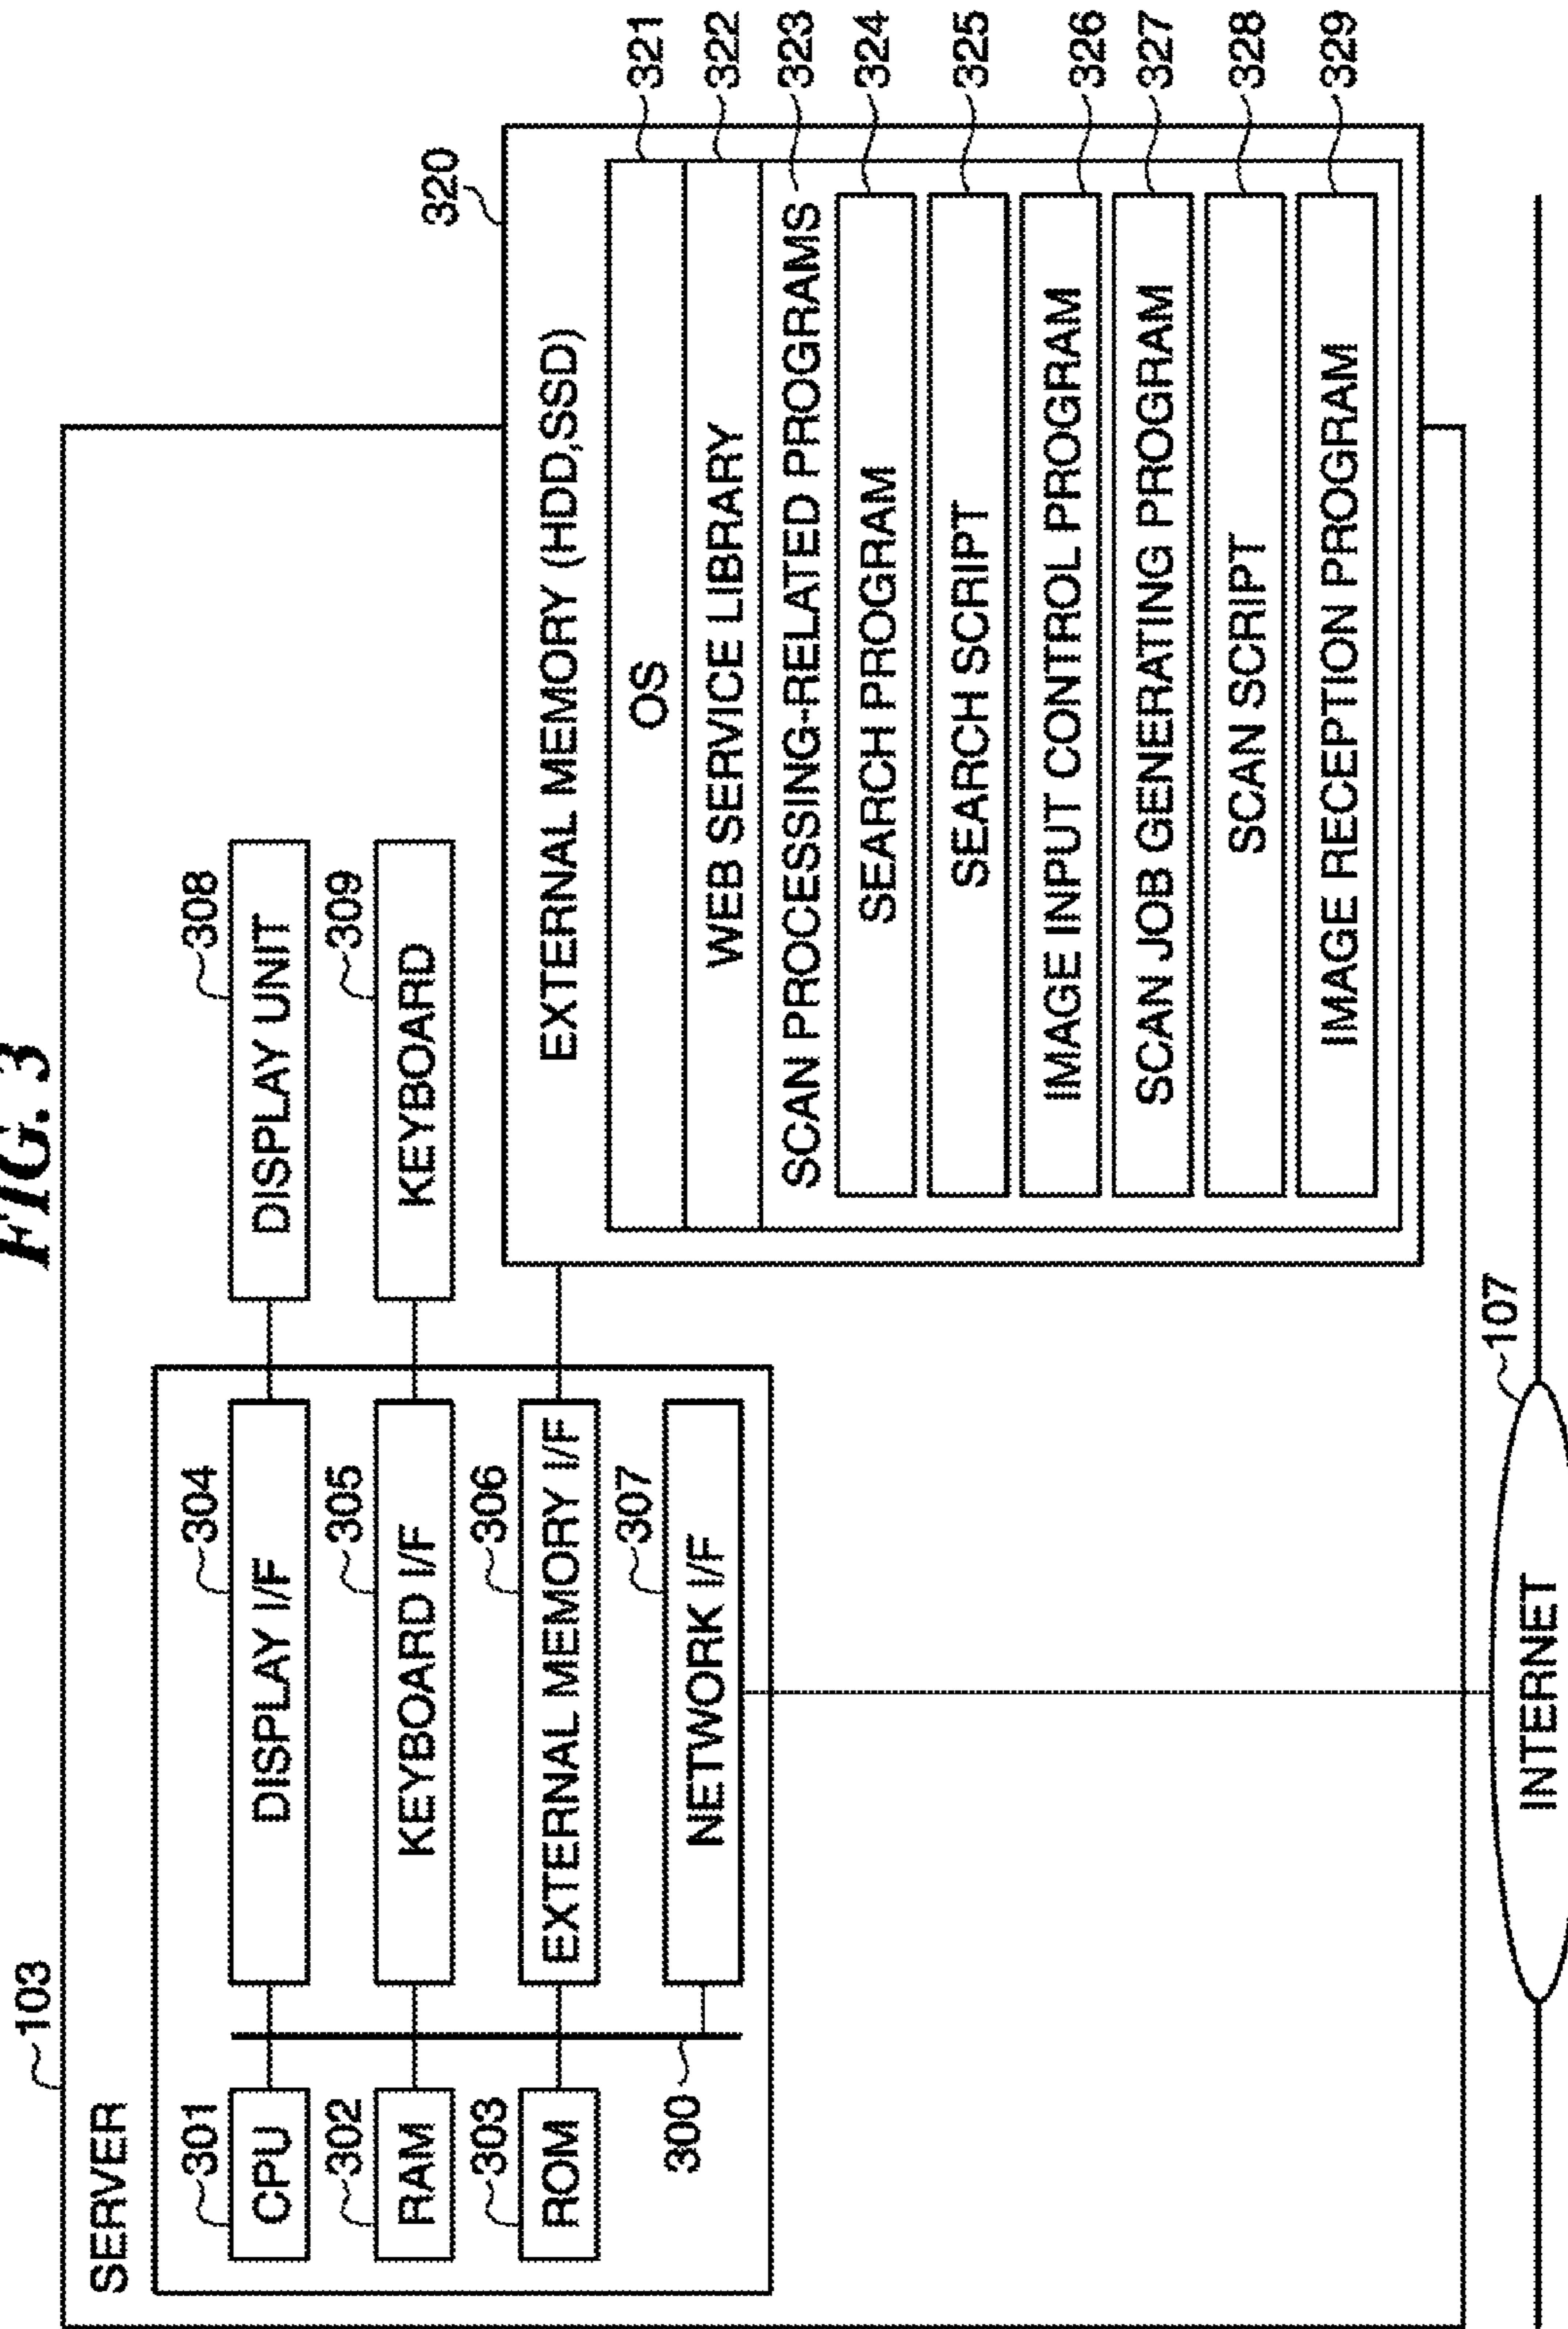 FIG. 3
103
SERVER
301
CPU
302
RAM
303
ROM
300
304
DISPLAY I/F
305
KEYBOARD I/F
306
EXTERNAL MEMORY I/F
307
NETWORK I/F
308
DISPLAY UNIT
309
KEYBOARD
320
EXTERNAL MEMORY (HDD,SSD)
OS
321
WEB SERVICE LIBRARY
322
SCAN PROCESSING-RELATED PROGRAMS
323
SEARCH PROGRAM
324
SEARCH SCRIPT
325
IMAGE INPUT CONTROL PROGRAM
326
SCAN JOB GENERATING PROGRAM
327
SCAN SCRIPT
328
IMAGE RECEPTION PROGRAM
329
107
INTERNET